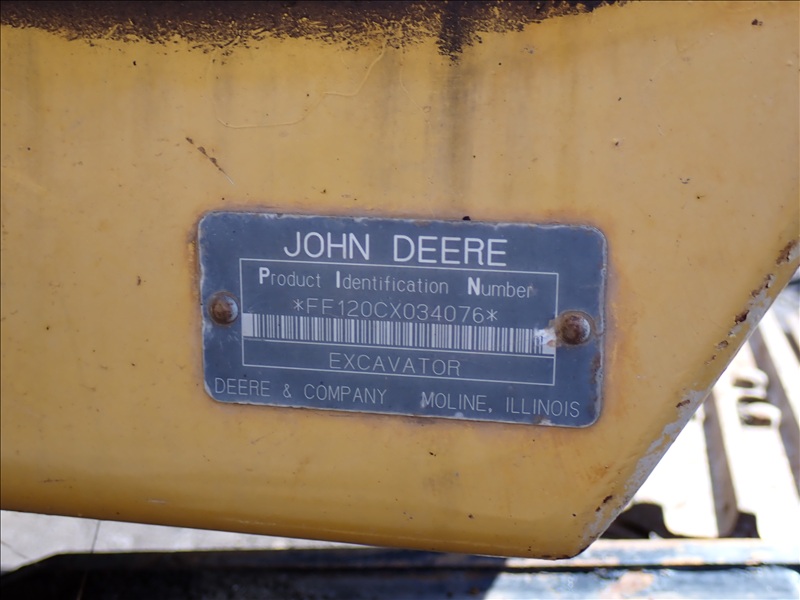 JOHN DEERE
Product Identification Number
*FF120CX034076*
EXCAVATOR
DEERE & COMPANY MOLINE, ILLINOIS